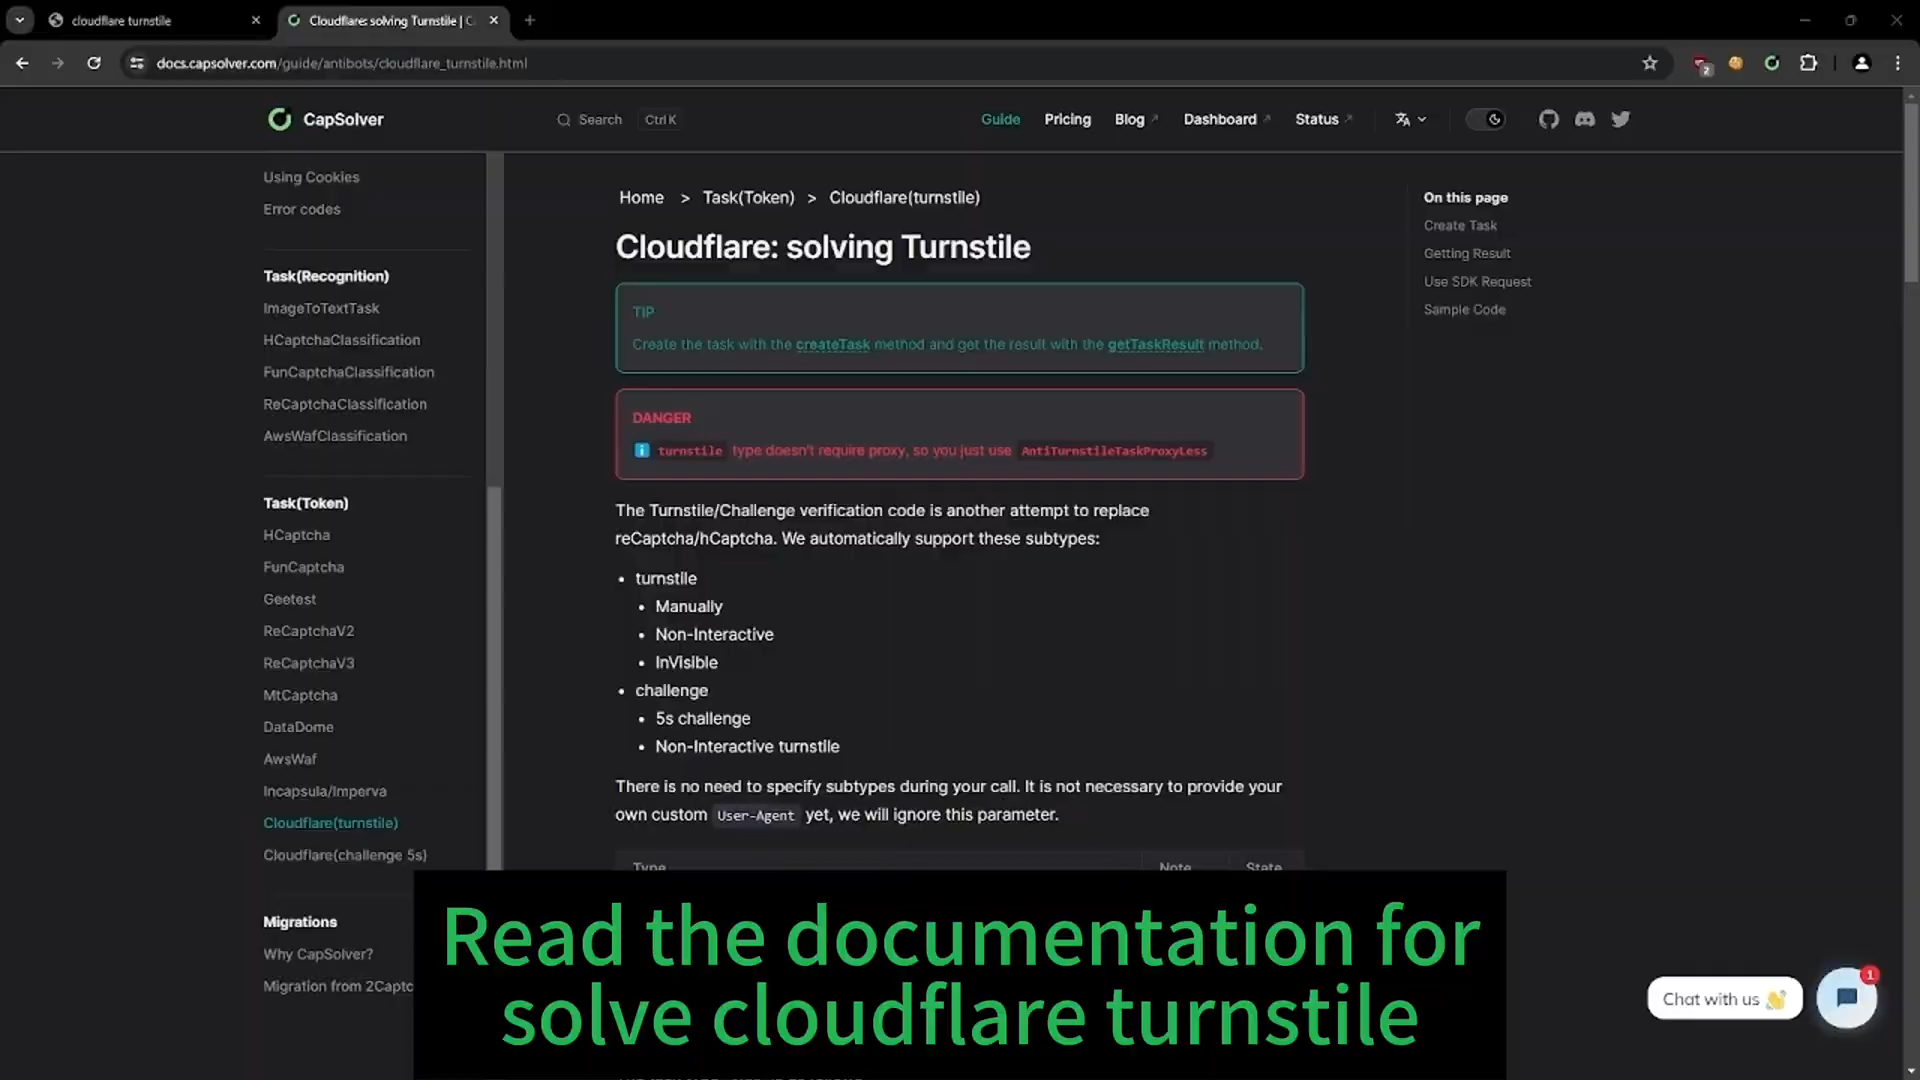 cloudflare turnstile
Cloudflare: solving Turnstile | C
docs.capsolver.com/guide/antibots/cloudflare_turnstile.html
2
CapSolver
Search Ctrl K
Guide Pricing Blog Dashboard Status
Using Cookies
Error codes
Task(Recognition)
ImageToTextTask
HCaptchaClassification
FunCaptchaClassification
ReCaptchaClassification
AwsWafClassification
Task(Token)
HCaptcha
FunCaptcha
Geetest
ReCaptchaV2
ReCaptchaV3
MtCaptcha
DataDome
AwsWaf
Incapsula/Imperva
Cloudflare(turnstile)
Cloudflare(challenge 5s)
Migrations
Why CapSolver?
Migration from 2Captc
Home > Task(Token) > Cloudflare(turnstile)
Cloudflare: solving Turnstile
TIP
Create the task with the createTask method and get the result with the getTaskResult method.
DANGER
turnstile type doesn't require proxy, so you just use AntiTurnstileTaskProxyLess
The Turnstile/Challenge verification code is another attempt to replace
reCaptcha/hCaptcha. We automatically support these subtypes:
• turnstile
• Manually
• Non-Interactive
• InVisible
• challenge
• 5s challenge
• Non-Interactive turnstile
There is no need to specify subtypes during your call. It is not necessary to provide your
own custom User-Agent yet, we will ignore this parameter.
Type Note State
On this page
Create Task
Getting Result
Use SDK Request
Sample Code
Read the documentation for
solve cloudflare turnstile
Chat with us 👋
1